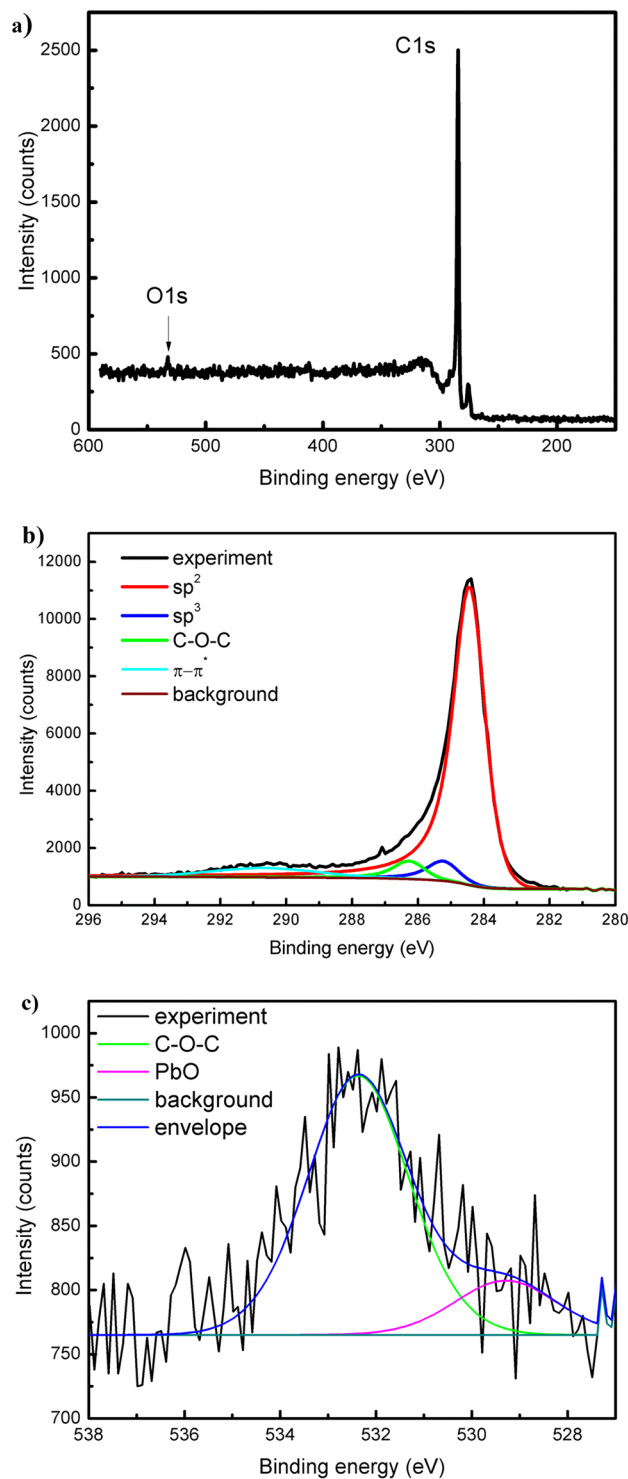 a)
C1s
O1s
2500
2000
1500
1000
500
0
Intensity (counts)
600
500
400
300
200
Binding energy (eV)
b)
experiment
sp²
sp³
C-O-C
π–π*
background
12000
10000
8000
6000
4000
2000
0
Intensity (counts)
296
294
292
290
288
286
284
282
280
Binding energy (eV)
c)
experiment
C-O-C
PbO
background
envelope
1000
950
900
850
800
750
700
Intensity (counts)
538
536
534
532
530
528
Binding energy (eV)